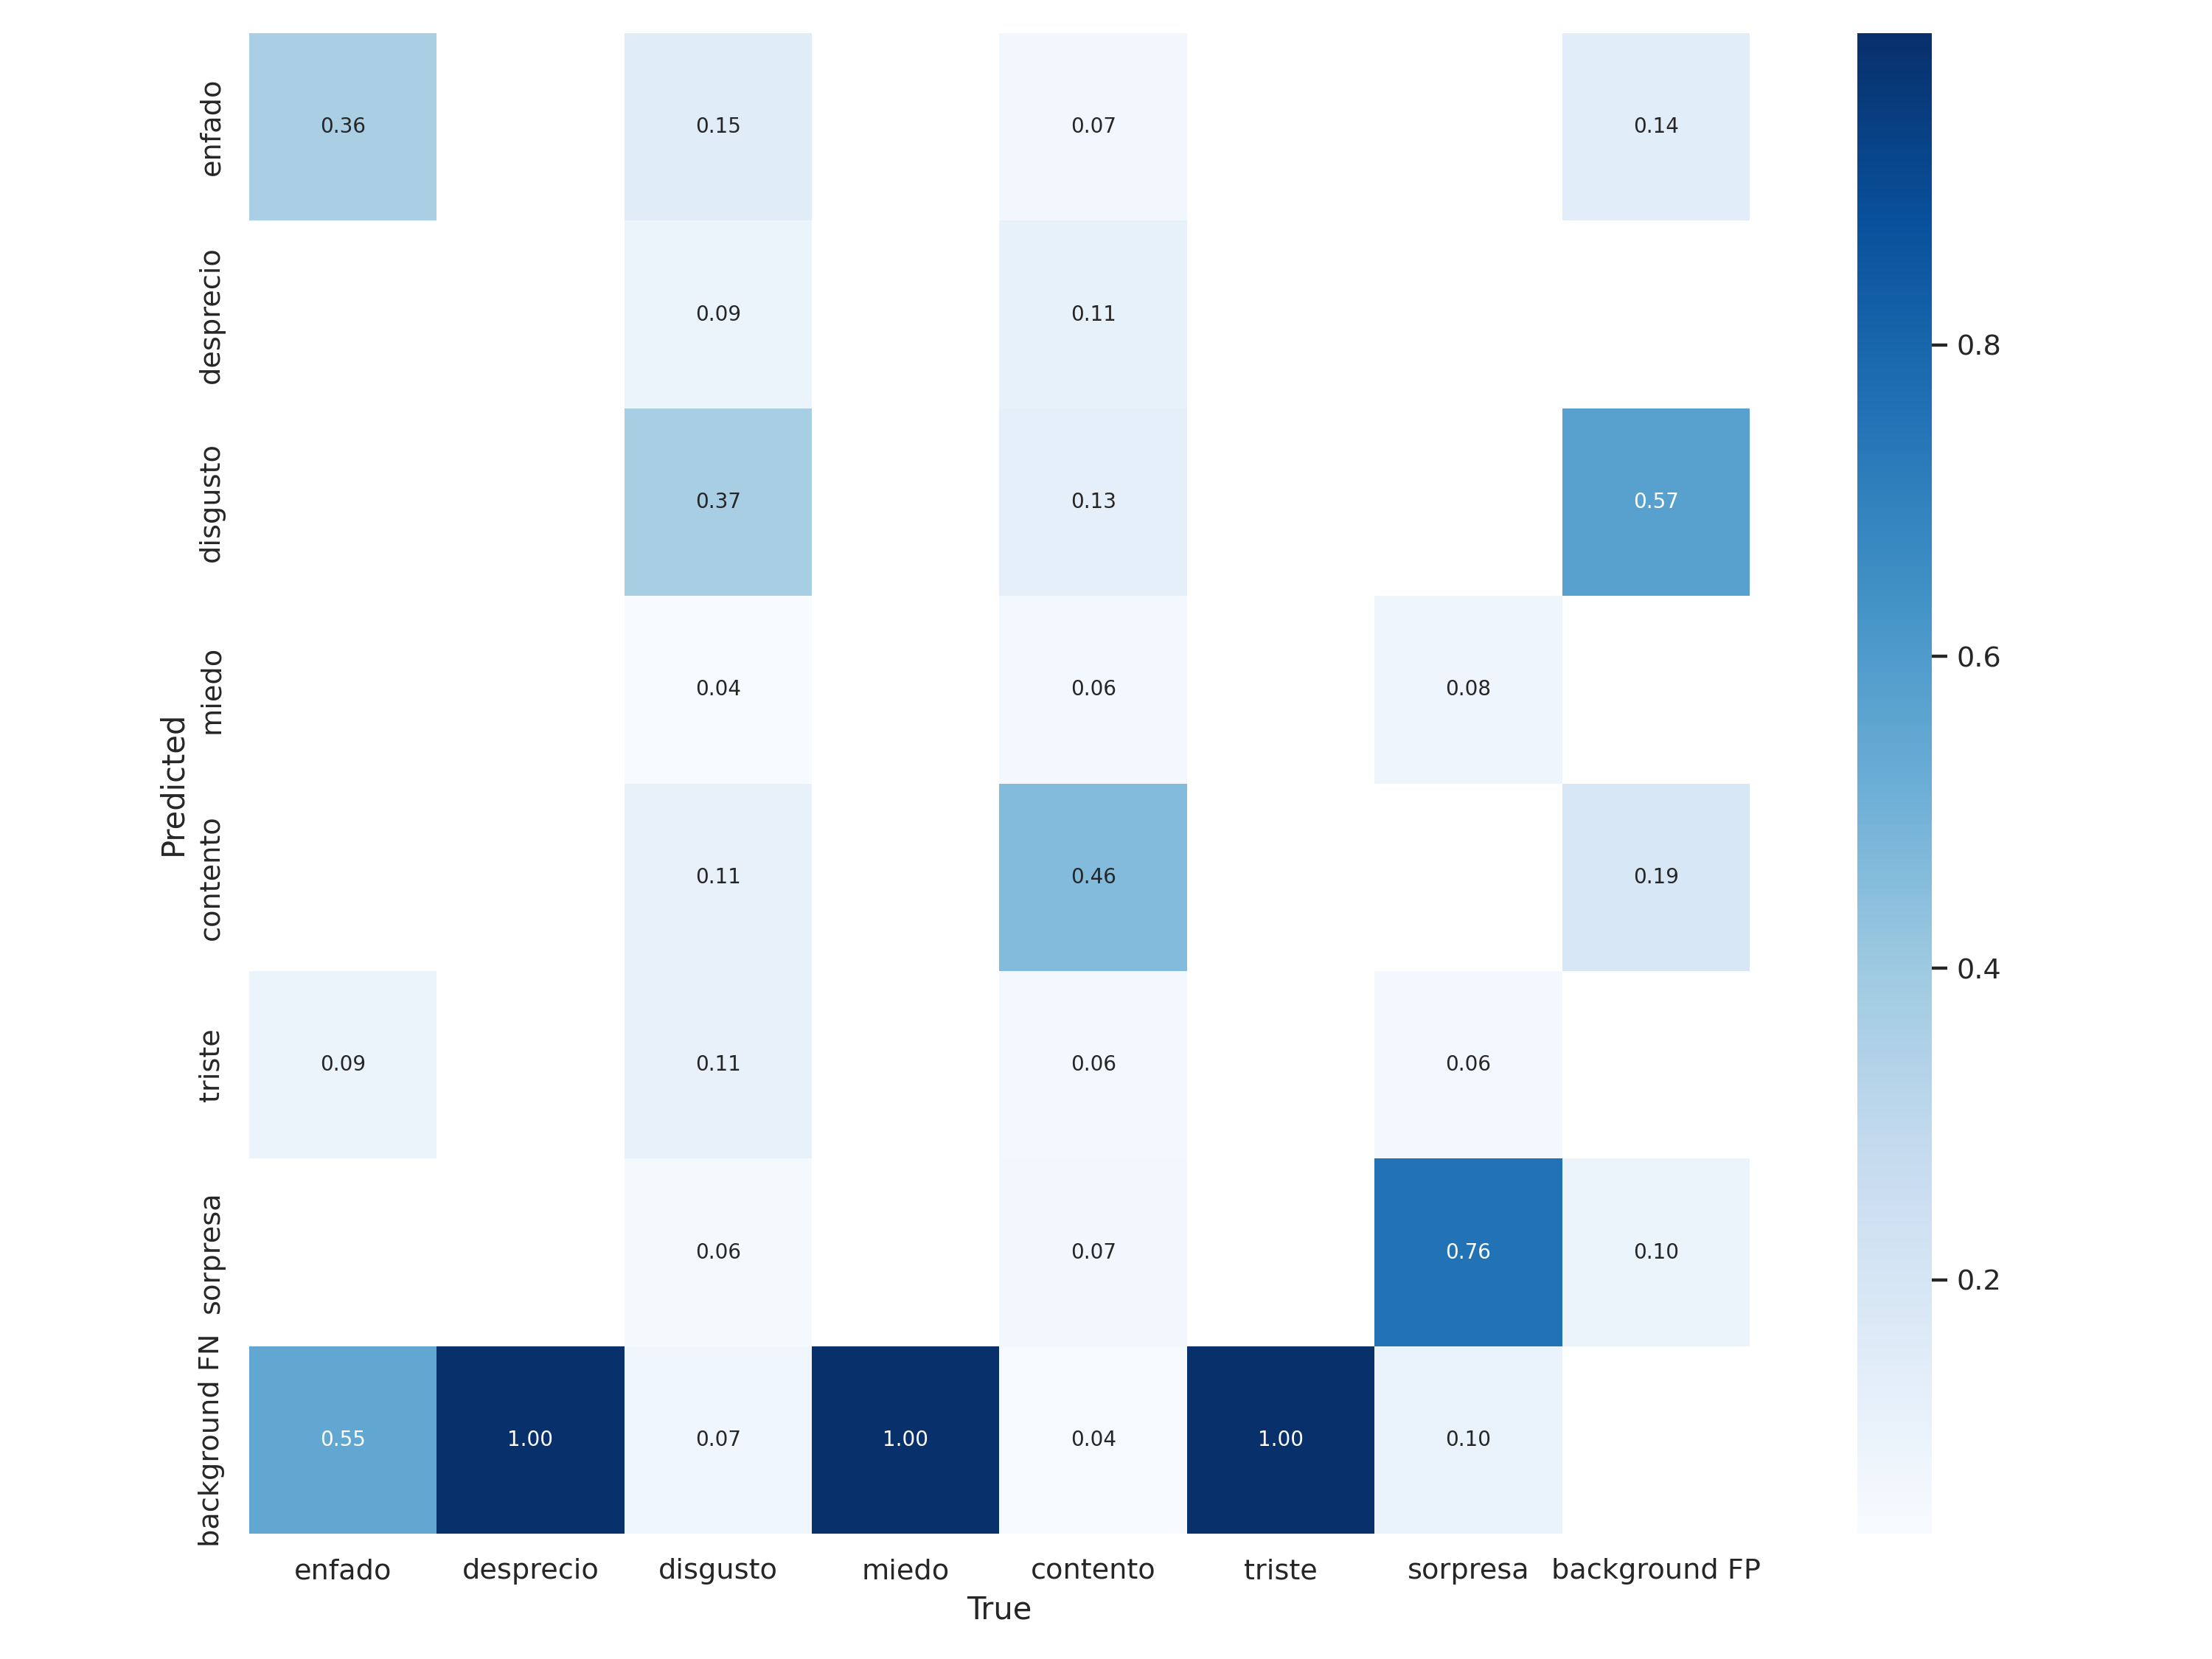 enfado 0.36 0.15 0.07 0.14
desprecio 0.09 0.11
0.8
disgusto 0.37 0.13 0.57
0.6
miedo 0.04 0.06 0.08
Predicted
contento 0.11 0.46 0.19
0.4
triste 0.09 0.11 0.06 0.06
sorpresa 0.06 0.07 0.76 0.10
0.2
background FN 0.55 1.00 0.07 1.00 0.04 1.00 0.10
enfado desprecio disgusto miedo contento triste sorpresa background FP
True